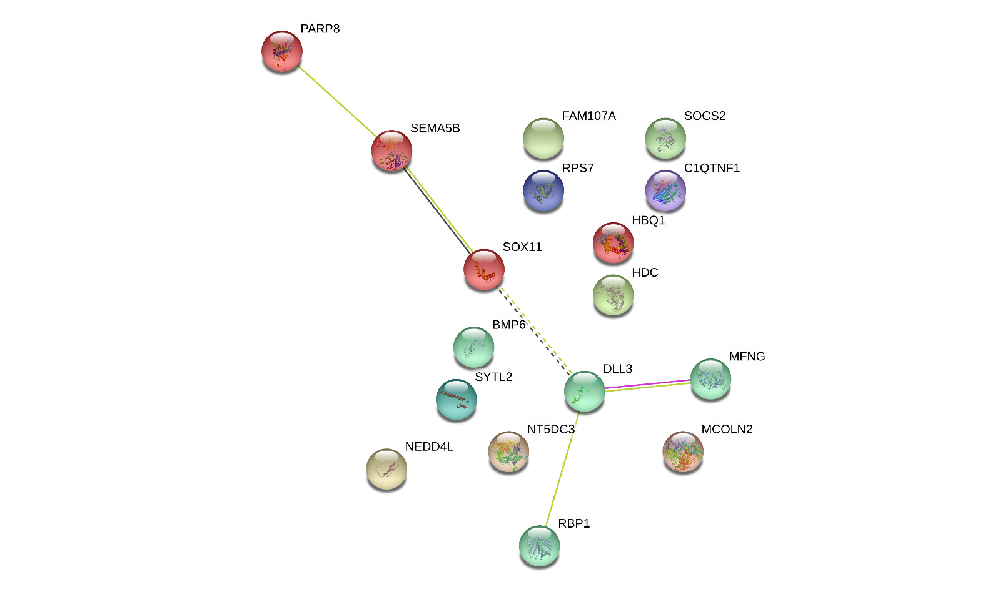 PARP8
FAM107A
SOCS2
SEMA5B
RPS7
C1QTNF1
HBQ1
SOX11
HDC
BMP6
MFNG
DLL3
SYTL2
NT5DC3
MCOLN2
NEDD4L
RBP1